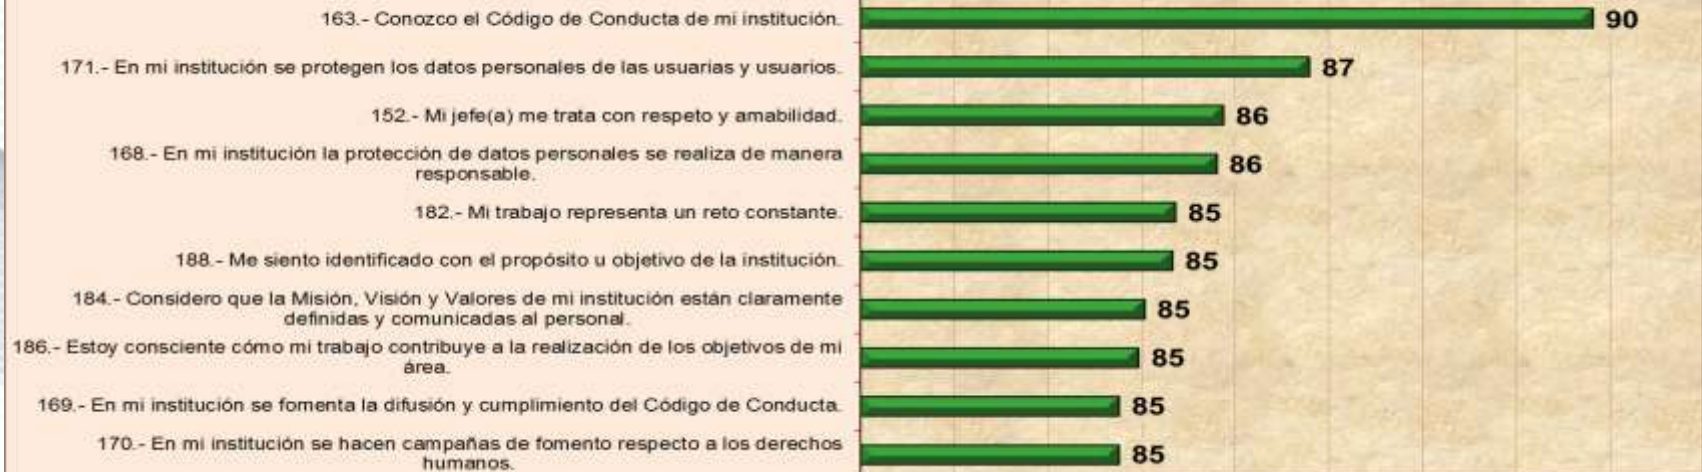 163.- Conozco el Código de Conducta de mi institución.
90
171.- En mi institución se protegen los datos personales de las usuarias y usuarios.
87
152.- Mi jefe(a) me trata con respeto y amabilidad.
86
168.- En mi institución la protección de datos personales se realiza de manera
responsable.
86
182.- Mi trabajo representa un reto constante.
85
188.- Me siento identificado con el propósito u objetivo de la institución.
85
184.- Considero que la Misión, Visión y Valores de mi institución están claramente
definidas y comunicadas al personal.
85
186.- Estoy consciente cómo mi trabajo contribuye a la realización de los objetivos de mi
área.
85
169.- En mi institución se fomenta la difusión y cumplimiento del Código de Conducta.
85
170.- En mi institución se hacen campañas de fomento respecto a los derechos
humanos.
85